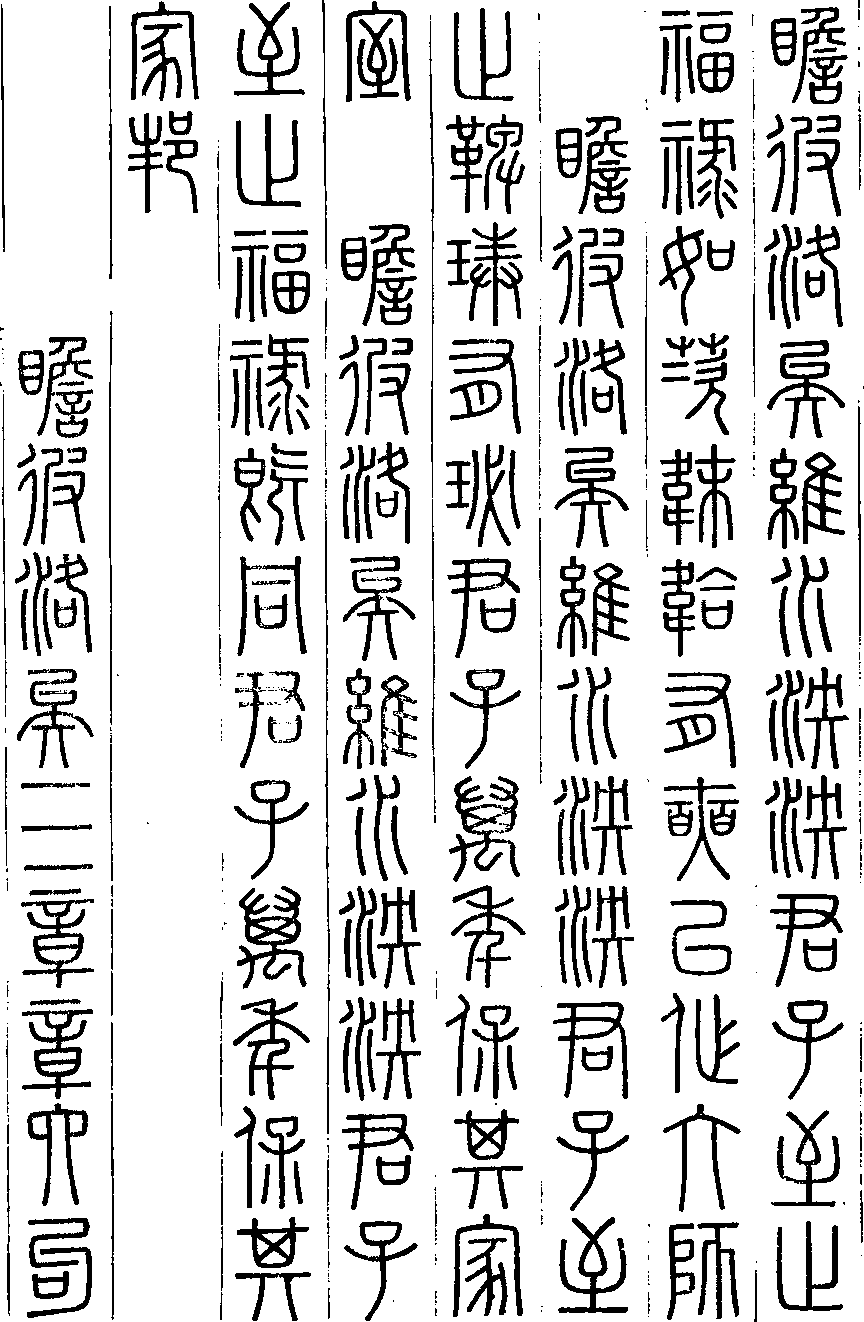 瞻彼洛矣維水泱泱君子至止
福祿如茨韎韐有奭以作六師
瞻彼洛矣維水泱泱君子至
止鞞琫有珌君子萬年保其家
室 瞻彼洛矣維水泱泱君子
至止福祿既同君子萬年保其
家邦
瞻彼洛矣三章章六句